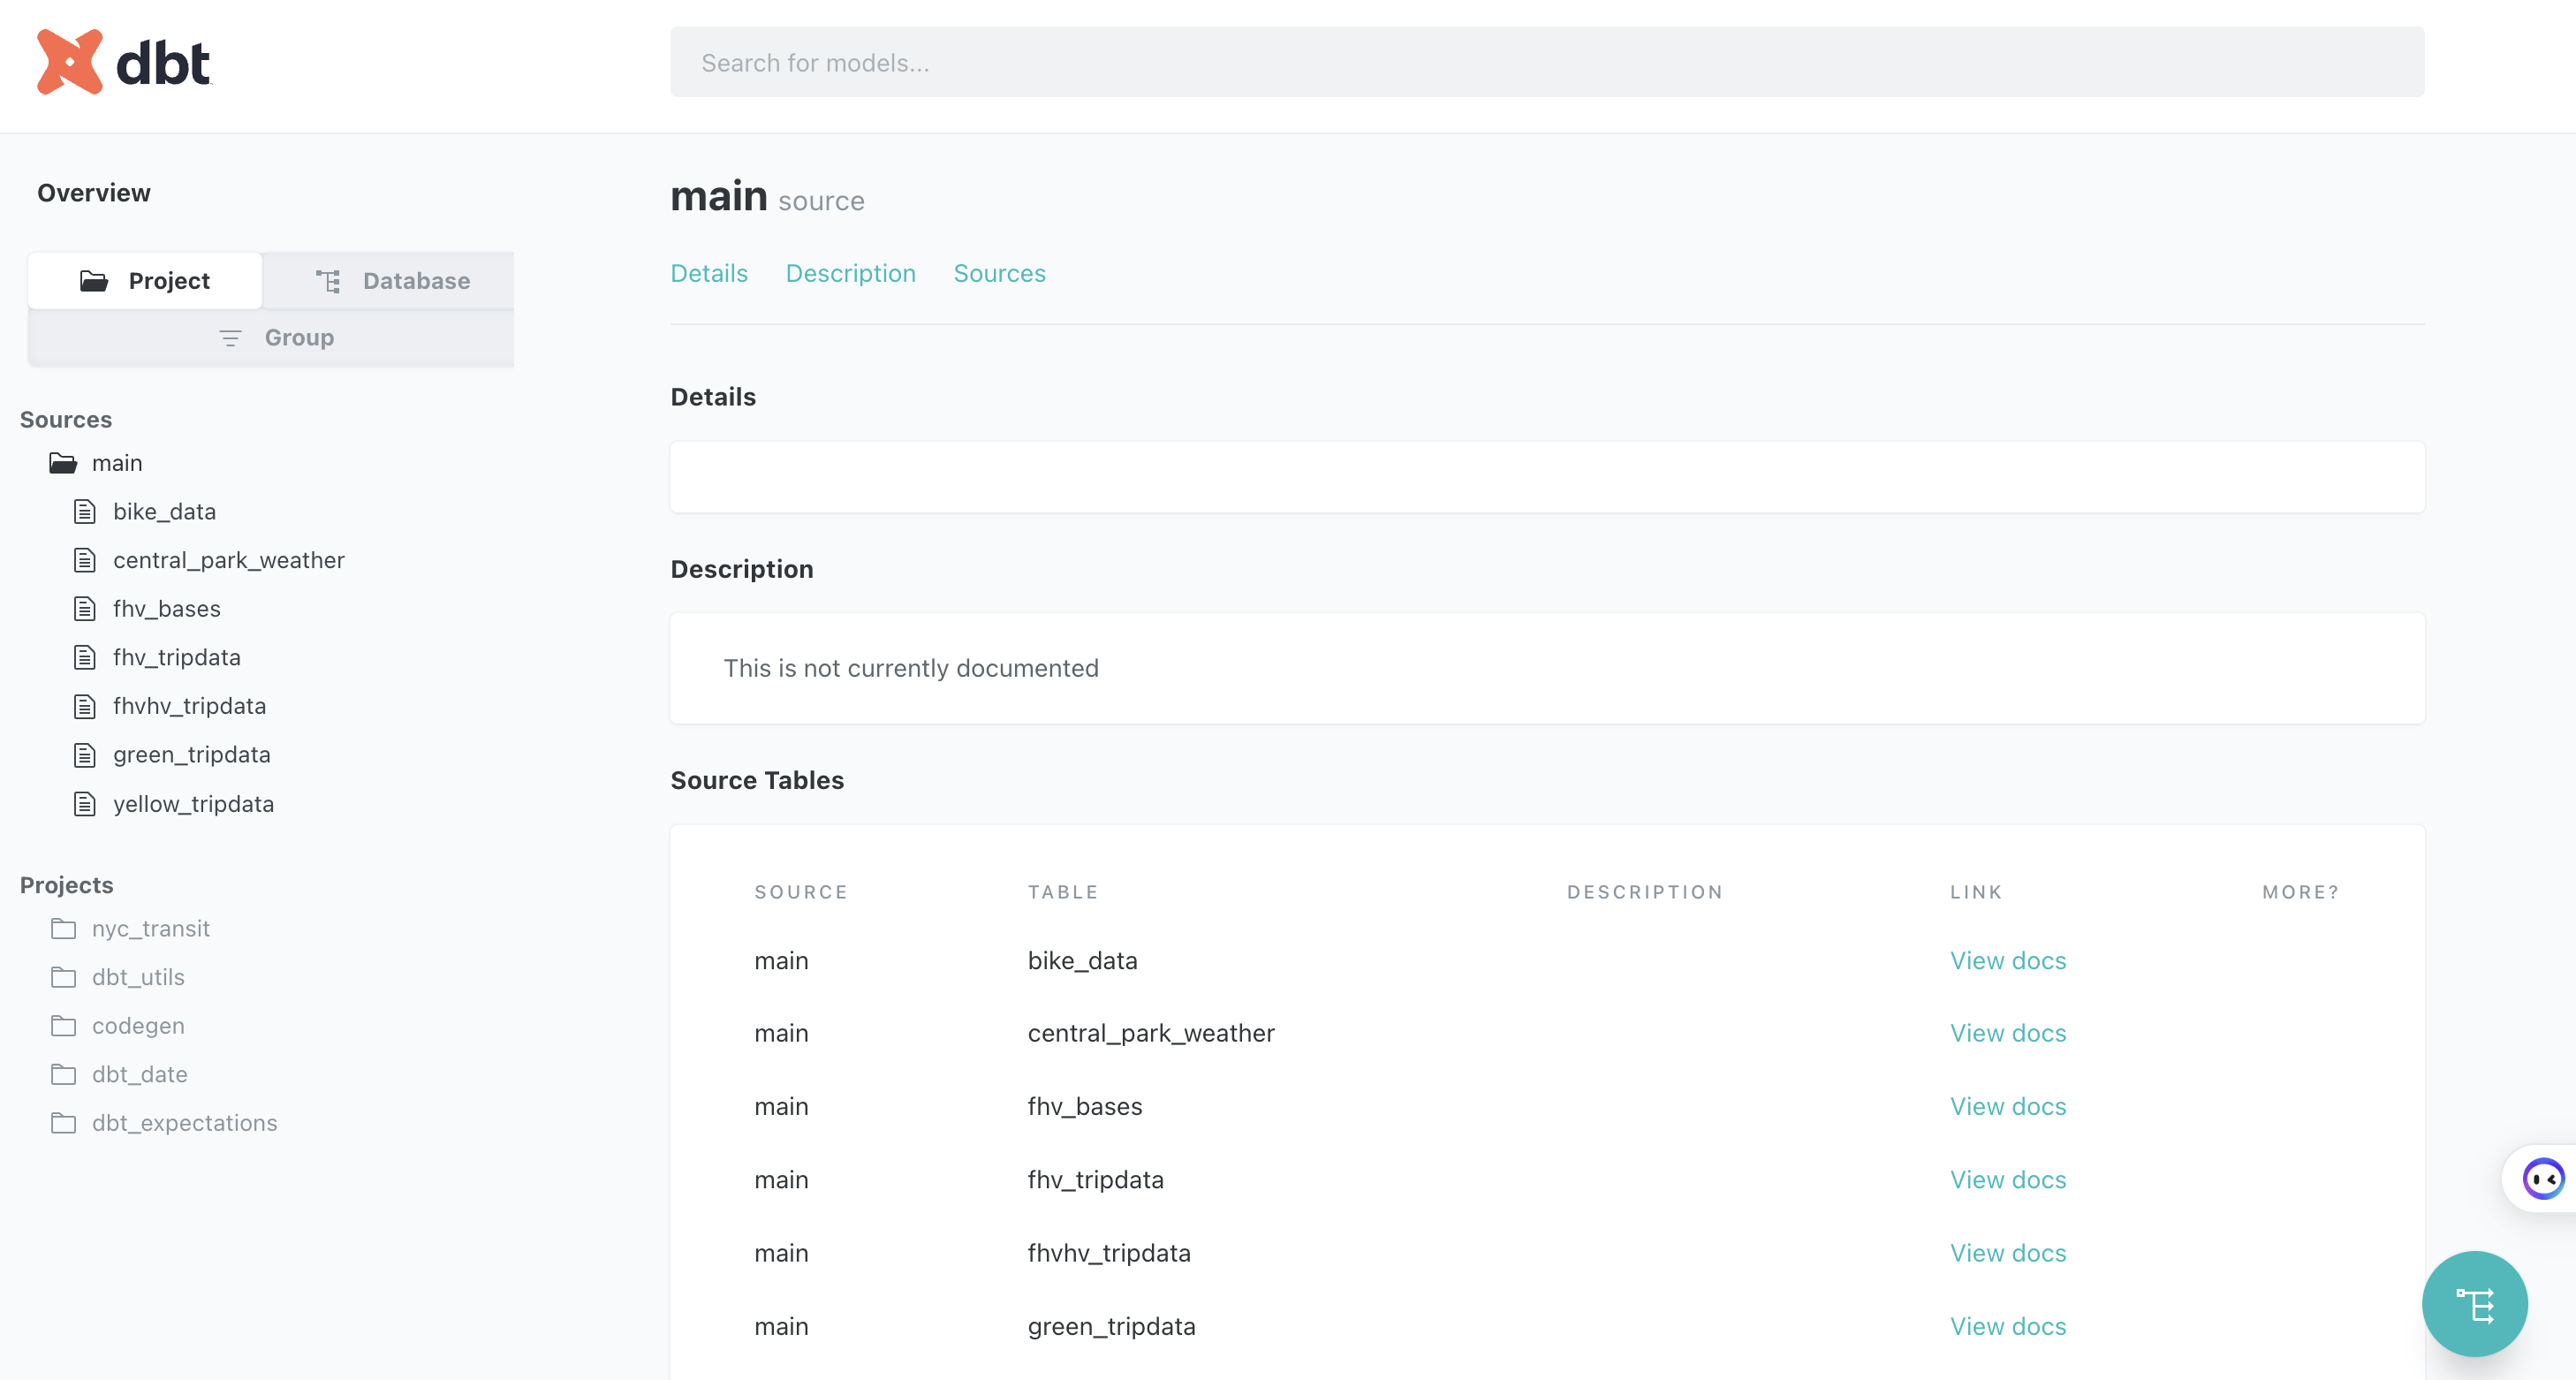 dbt
Search for models...
Overview
Project
Database
Group
Sources
main
bike_data
central_park_weather
fhv_bases
fhv_tripdata
fhvhv_tripdata
green_tripdata
yellow_tripdata
Projects
nyc_transit
dbt_utils
codegen
dbt_date
dbt_expectations
main source
Details Description Sources
Details
Description
This is not currently documented
Source Tables
SOURCE TABLE DESCRIPTION LINK MORE?
main bike_data View docs
main central_park_weather View docs
main fhv_bases View docs
main fhv_tripdata View docs
main fhvhv_tripdata View docs
main green_tripdata View docs